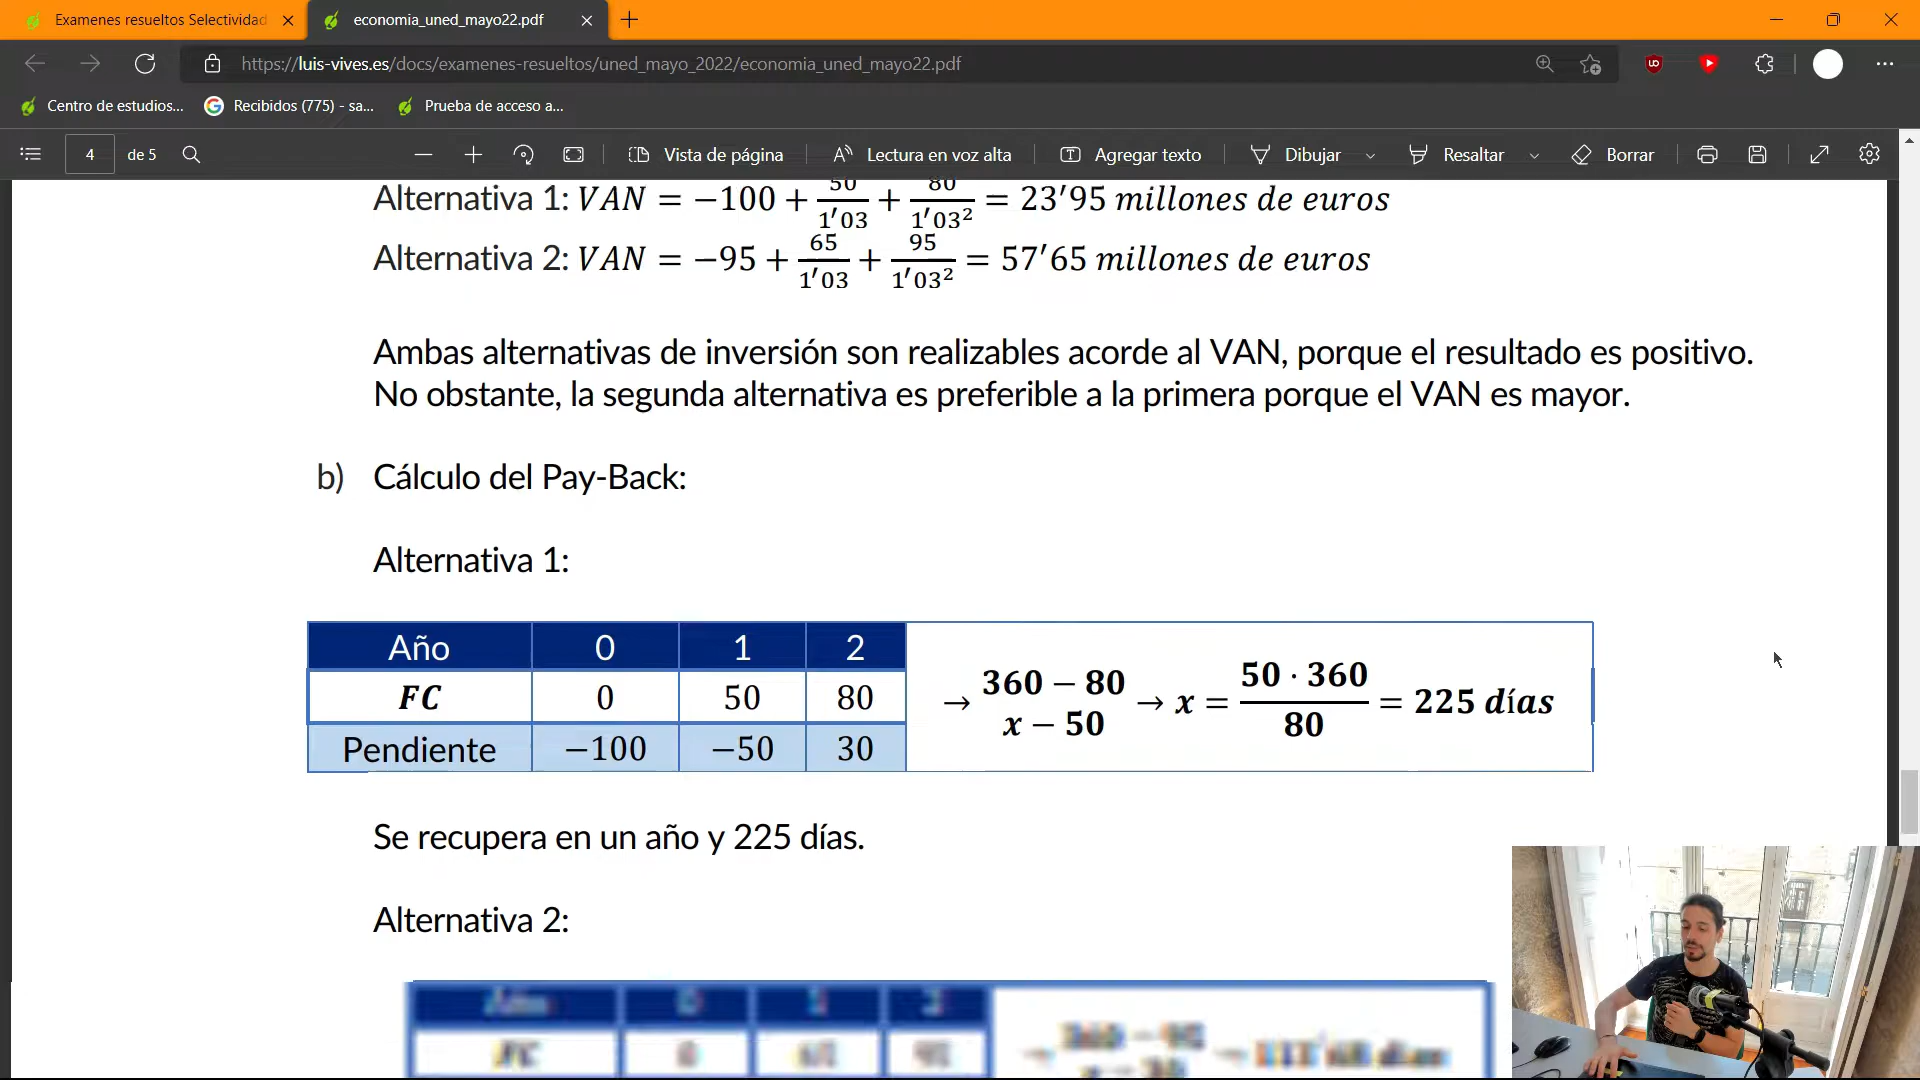 Examenes resueltos Selectividad
economia_uned_mayo22.pdf
https://luis-vives.es/docs/examenes-resueltos/uned_mayo_2022/economia_uned_mayo22.pdf
Centro de estudios...
Recibidos (775) - sa...
Prueba de acceso a...
4 de 5
Vista de página
Lectura en voz alta
Agregar texto
Dibujar
Resaltar
Borrar
Alternativa 1: VAN = −100 + 50/1′03 + 80/1′03² = 23′95 millones de euros
Alternativa 2: VAN = −95 + 65/1′03 + 95/1′03² = 57′65 millones de euros
Ambas alternativas de inversión son realizables acorde al VAN, porque el resultado es positivo.
No obstante, la segunda alternativa es preferible a la primera porque el VAN es mayor.
b) Cálculo del Pay-Back:
Alternativa 1:
Año 0 1 2
FC 0 50 80
Pendiente −100 −50 30
→ 360 − 80
x − 50
→ x = 50 · 360 / 80 = 225 días
Se recupera en un año y 225 días.
Alternativa 2: